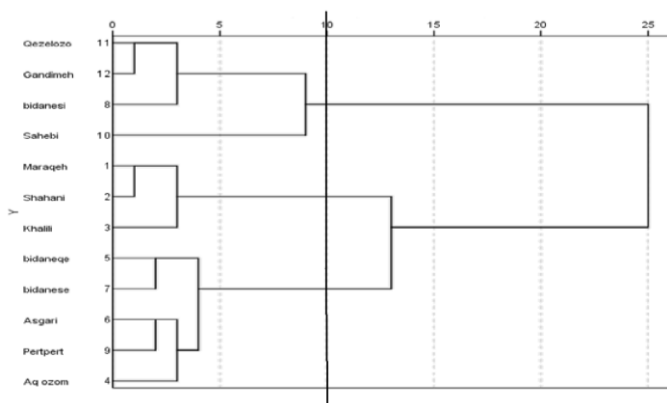 0 5 10 15 20 25
Qezelozo 11
Gandimeh 12
bidanesi 8
Sahebi 10
Maraqeh 1
Shahani 2
Khalili 3
Y
bidaneqe 5
bidanese 7
Asgari 6
Pertpert 9
Aq ozom 4